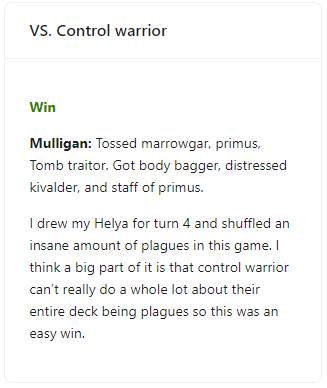 VS. Control warrior
Win
Mulligan: Tossed marrowgar, primus,
Tomb traitor. Got body bagger, distressed
kivalder, and staff of primus.
I drew my Helya for turn 4 and shuffled an
insane amount of plagues in this game. I
think a big part of it is that control warrior
can't really do a whole lot about their
entire deck being plagues so this was an
easy win.